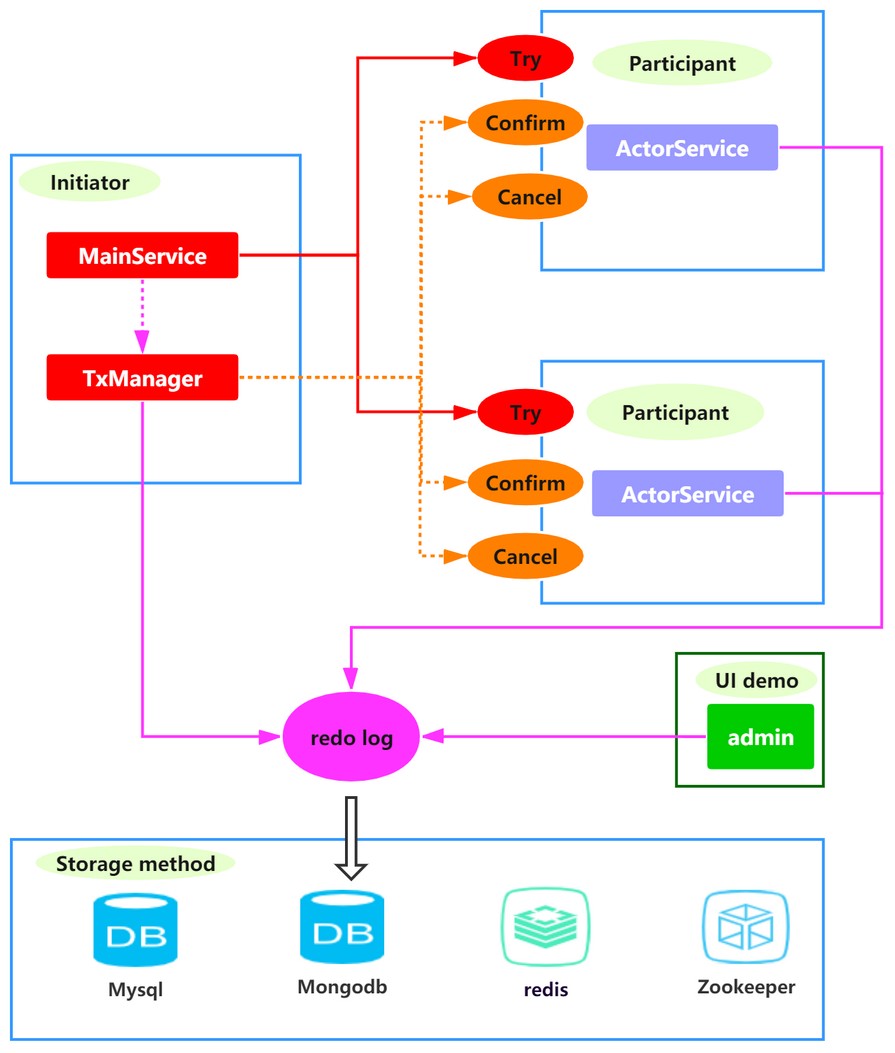 Try
Participant
Confirm
ActorService
Cancel
Initiator
MainService
TxManager
Try
Participant
Confirm
ActorService
Cancel
UI demo
redo log
admin
Storage method
DB
DB
Mysql
Mongodb
redis
Zookeeper